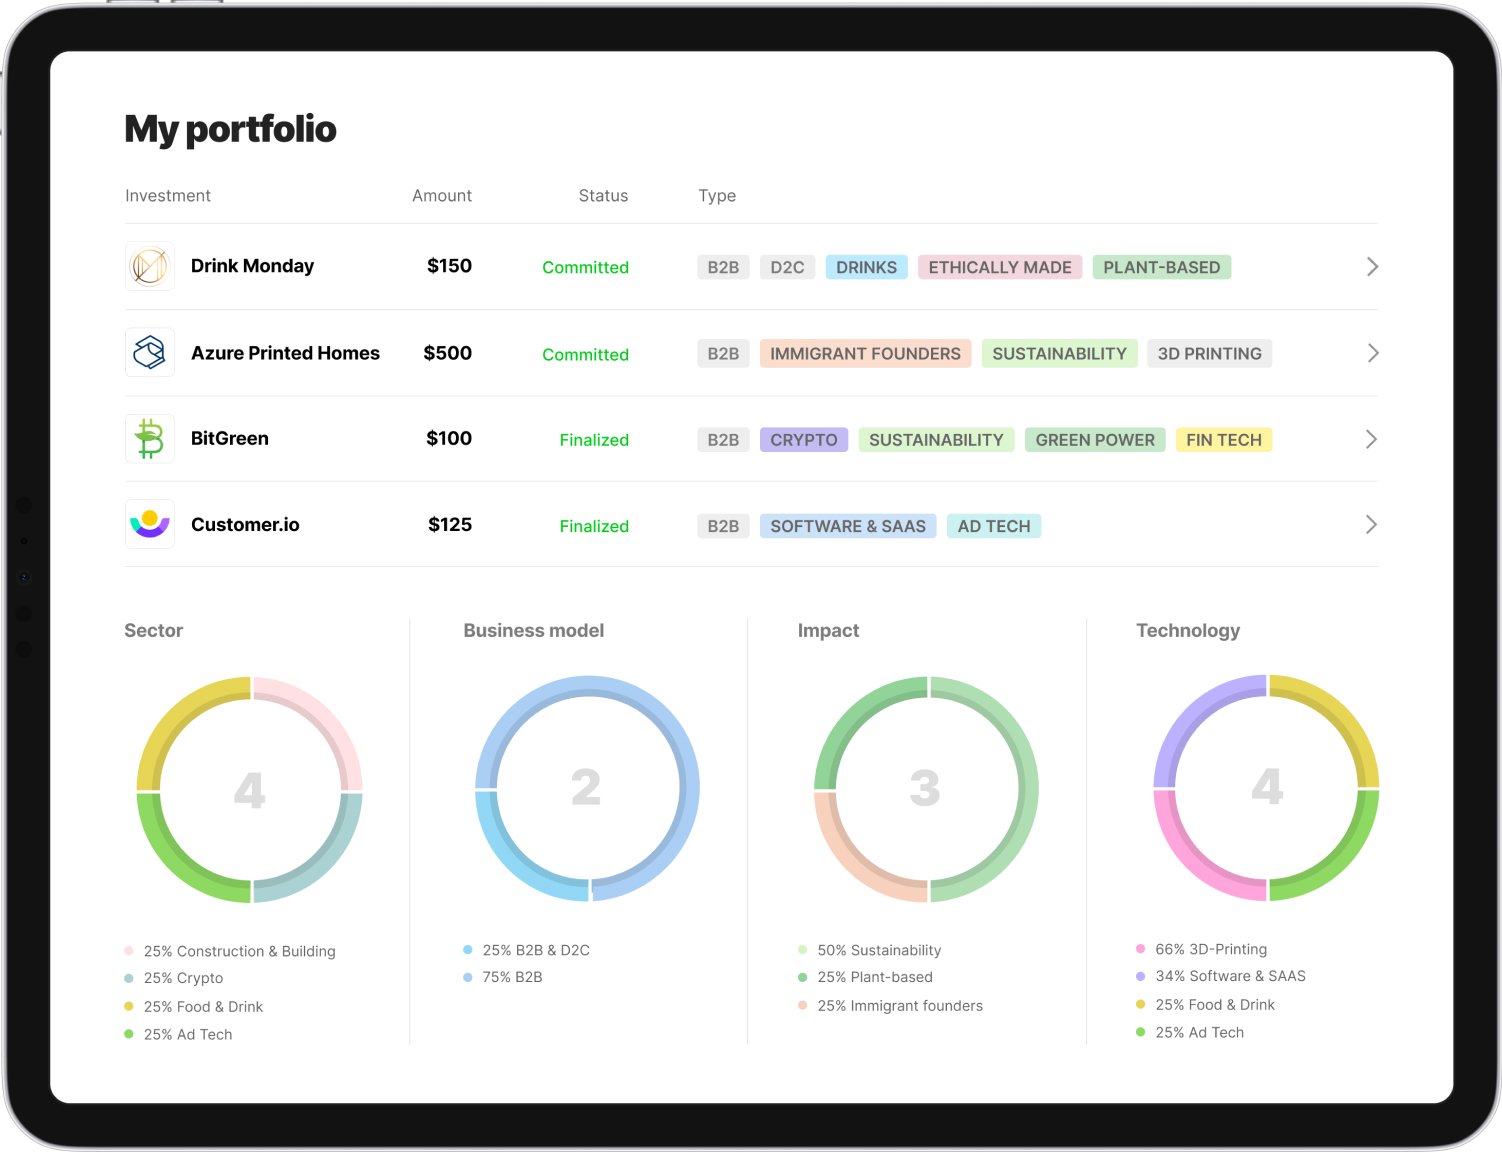 My portfolio
Investment Amount Status Type
Drink Monday $150 Committed B2B D2C DRINKS ETHICALLY MADE PLANT-BASED
Azure Printed Homes $500 Committed B2B IMMIGRANT FOUNDERS SUSTAINABILITY 3D PRINTING
BitGreen $100 Finalized B2B CRYPTO SUSTAINABILITY GREEN POWER FIN TECH
Customer.io $125 Finalized B2B SOFTWARE & SAAS AD TECH
Sector
4
25% Construction & Building
25% Crypto
25% Food & Drink
25% Ad Tech
Business model
2
25% B2B & D2C
75% B2B
Impact
3
50% Sustainability
25% Plant-based
25% Immigrant founders
Technology
4
66% 3D-Printing
34% Software & SAAS
25% Food & Drink
25% Ad Tech